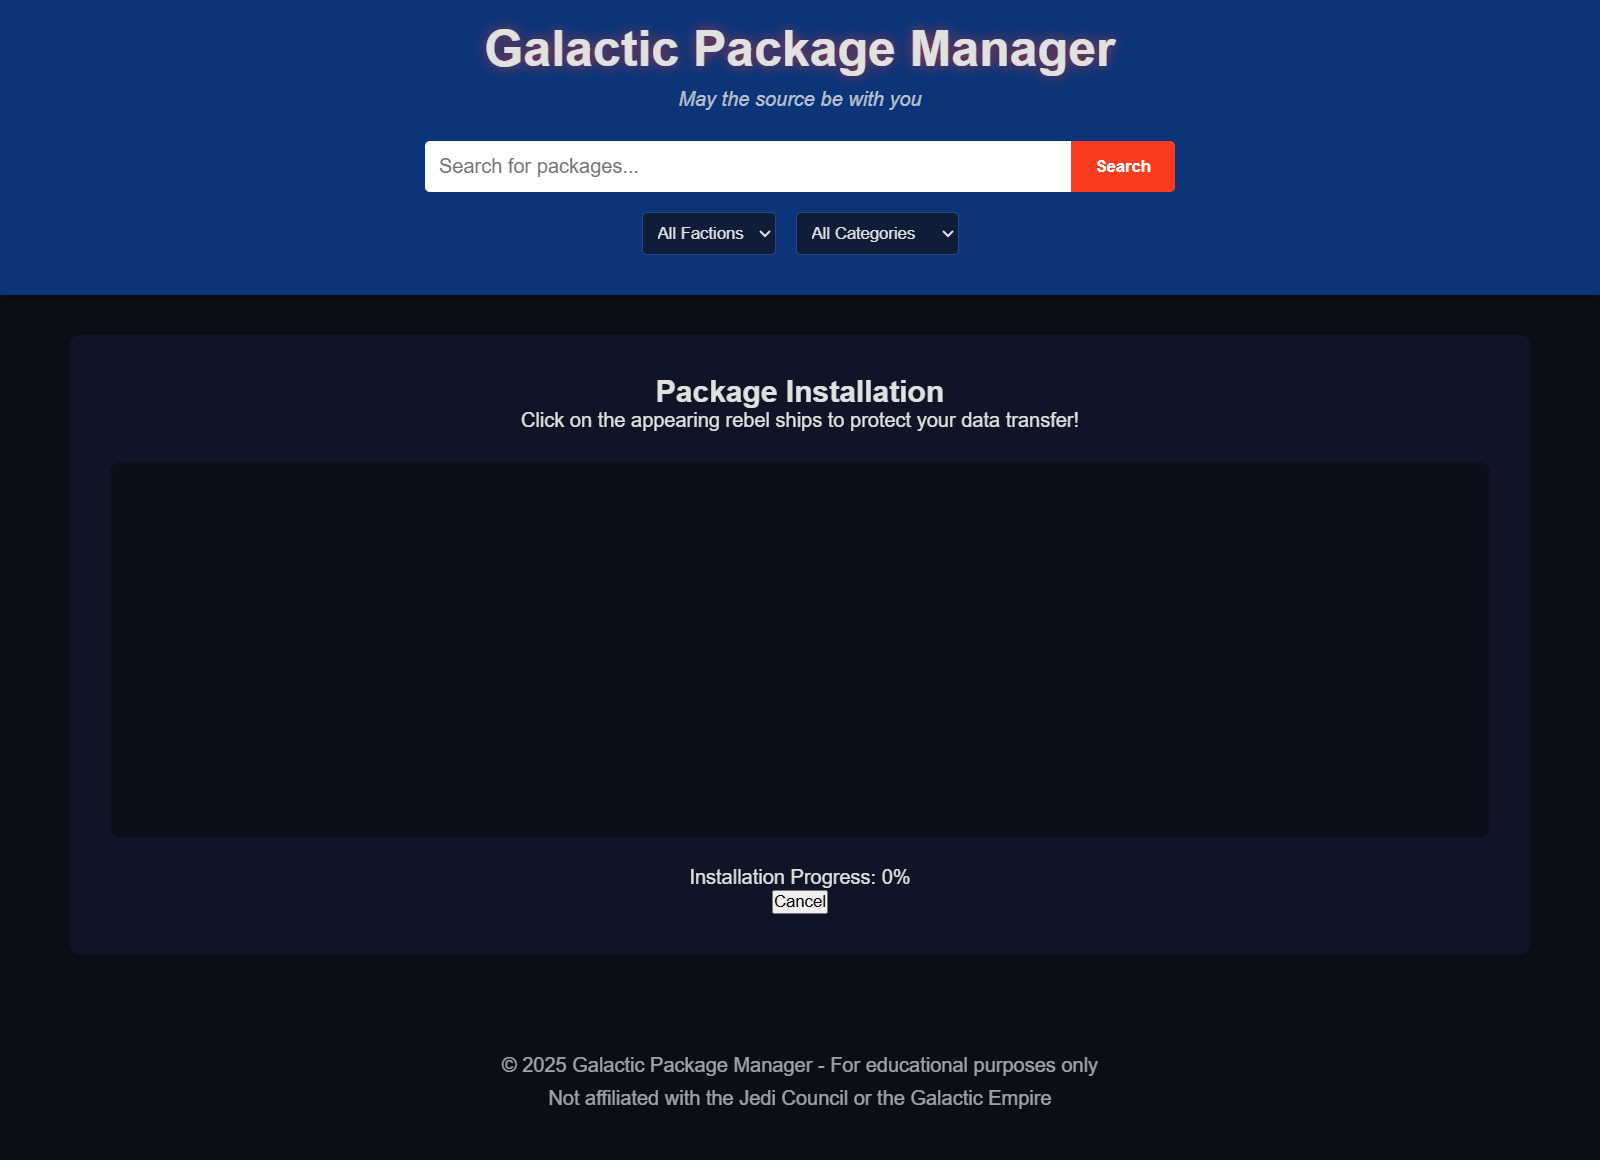 Galactic Package Manager
May the source be with you
Search for packages...
Search
All Factions
All Categories
Package Installation
Click on the appearing rebel ships to protect your data transfer!
Installation Progress: 0%
Cancel
© 2025 Galactic Package Manager - For educational purposes only
Not affiliated with the Jedi Council or the Galactic Empire